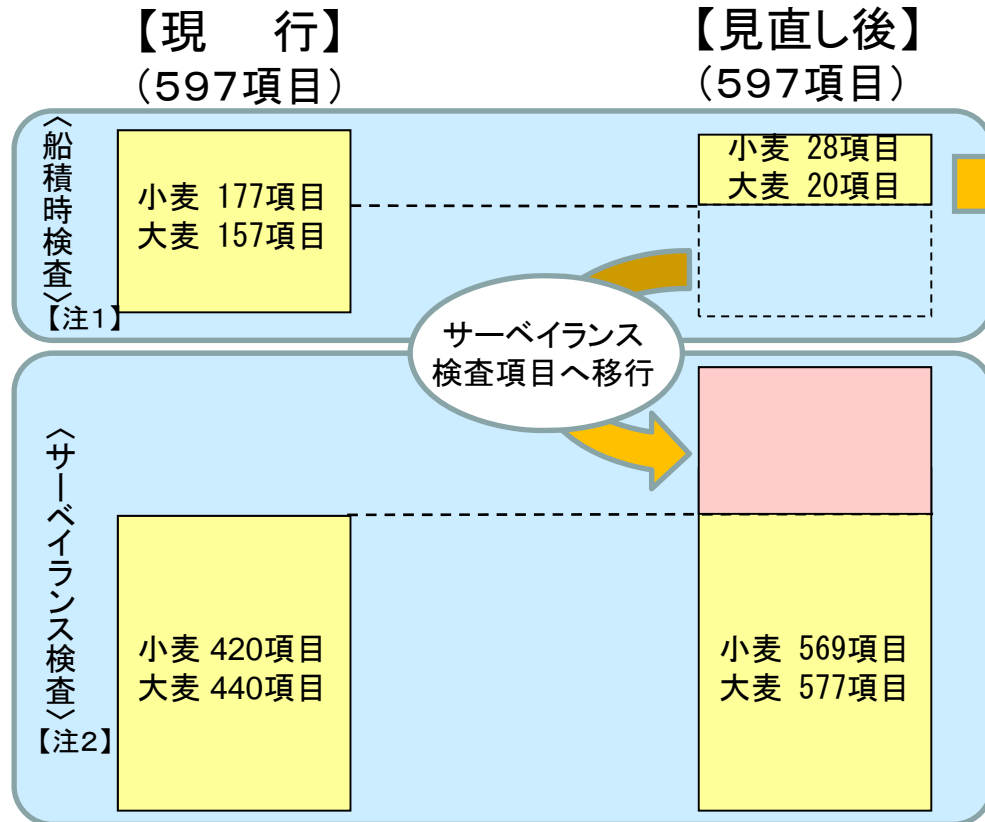 【現　行】
（５９７項目）
【見直し後】
（５９７項目）
〈船積時検査〉
【注１】
小麦 177項目
大麦 157項目
小麦 28項目
大麦 20項目
サーベイランス
検査項目へ移行
〈サーベイランス検査〉
【注２】
小麦 420項目
大麦 440項目
小麦 569項目
大麦 577項目